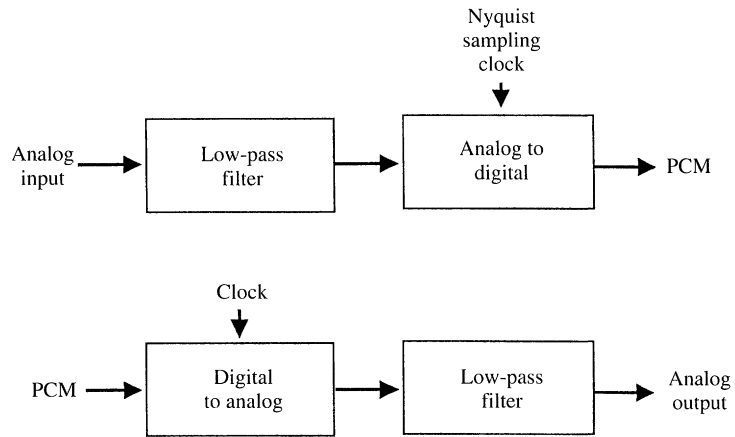 Nyquist
sampling
clock
Analog
input
Low-pass
filter
Analog to
digital
PCM
Clock
PCM
Digital
to analog
Low-pass
filter
Analog
output